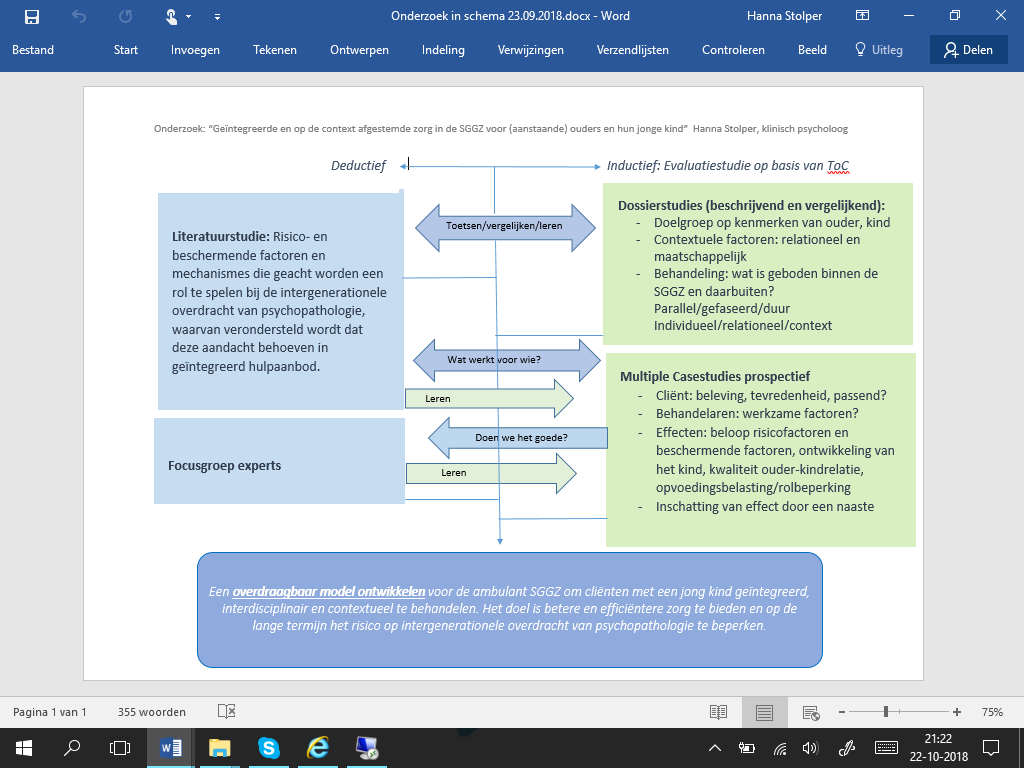 Onderzoek in schema 23.09.2018.docx - Word
Hanna Stolper
Bestand
Start
Invoegen
Tekenen
Ontwerpen
Indeling
Verwijzingen
Verzendlijsten
Controleren
Beeld
Uitleg
Delen
Onderzoek: “Geïntegreerde en op de context afgestemde zorg in de SGGZ voor (aanstaande) ouders en hun jonge kind” Hanna Stolper, klinisch psycholoog
Deductief
Inductief: Evaluatiestudie op basis van ToC
Literatuurstudie: Risico- en
beschermende factoren en
mechanismes die geacht worden een
rol te spelen bij de intergenerationele
overdracht van psychopathologie,
waarvan verondersteld wordt dat
deze aandacht behoeven in
geïntegreerd hulpaanbod.
Toetsen/vergelijken/leren
Dossierstudies (beschrijvend en vergelijkend):
- Doelgroep op kenmerken van ouder, kind
- Contextuele factoren: relationeel en
maatschappelijk
- Behandeling: wat is geboden binnen de
SGGZ en daarbuiten?
Parallel/gefaseerd/duur
Individueel/relationeel/context
Wat werkt voor wie?
Leren
Doen we het goede?
Leren
Focusgroep experts
Multiple Casestudies prospectief
- Cliënt: beleving, tevredenheid, passend?
- Behandelaren: werkzame factoren?
- Effecten: beloop risicofactoren en
beschermende factoren, ontwikkeling van
het kind, kwaliteit ouder-kindrelatie,
opvoedingsbelasting/rolbeperking
- Inschatting van effect door een naaste
Een overdraagbaar model ontwikkelen voor de ambulant SGGZ om cliënten met een jong kind geïntegreerd,
interdisciplinair en contextueel te behandelen. Het doel is betere en efficiëntere zorg te bieden en op de
lange termijn het risico op intergenerationele overdracht van psychopathologie te beperken.
Pagina 1 van 1
355 woorden
75%
21:22
22-10-2018